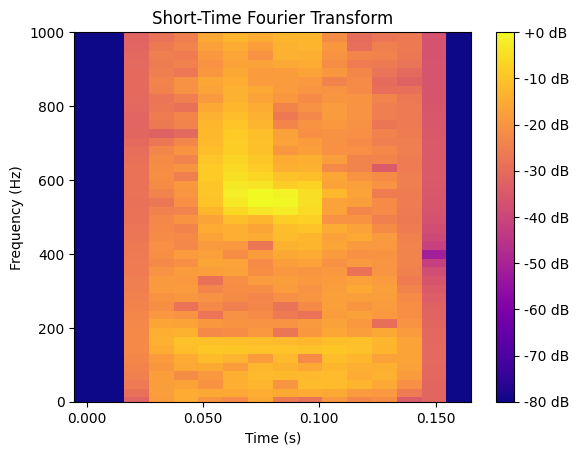 Short-Time Fourier Transform
1000
800
600
400
200
0
Frequency (Hz)
0.000
0.050
0.100
0.150
Time (s)
+0 dB
-10 dB
-20 dB
-30 dB
-40 dB
-50 dB
-60 dB
-70 dB
-80 dB